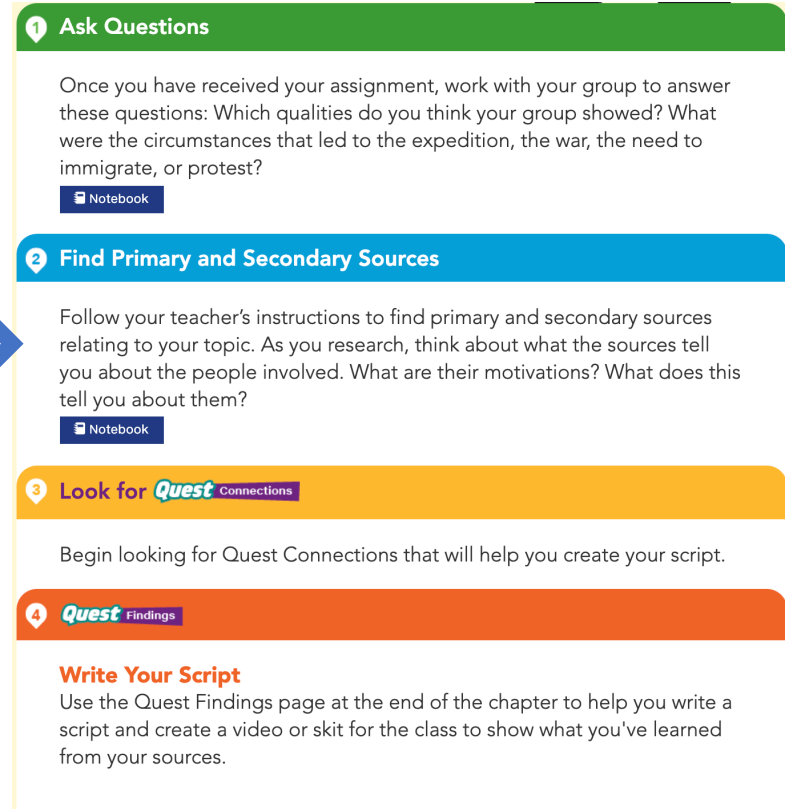 1 Ask Questions
Once you have received your assignment, work with your group to answer
these questions: Which qualities do you think your group showed? What
were the circumstances that led to the expedition, the war, the need to
immigrate, or protest?
Notebook
2 Find Primary and Secondary Sources
Follow your teacher’s instructions to find primary and secondary sources
relating to your topic. As you research, think about what the sources tell
you about the people involved. What are their motivations? What does this
tell you about them?
Notebook
3 Look for Quest Connections
Begin looking for Quest Connections that will help you create your script.
4 Quest Findings
Write Your Script
Use the Quest Findings page at the end of the chapter to help you write a
script and create a video or skit for the class to show what you've learned
from your sources.